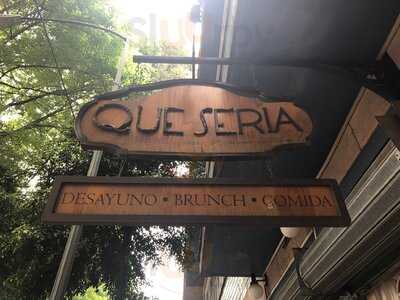 QUE SERIA
DESAYUNO • BRUNCH • COMIDA